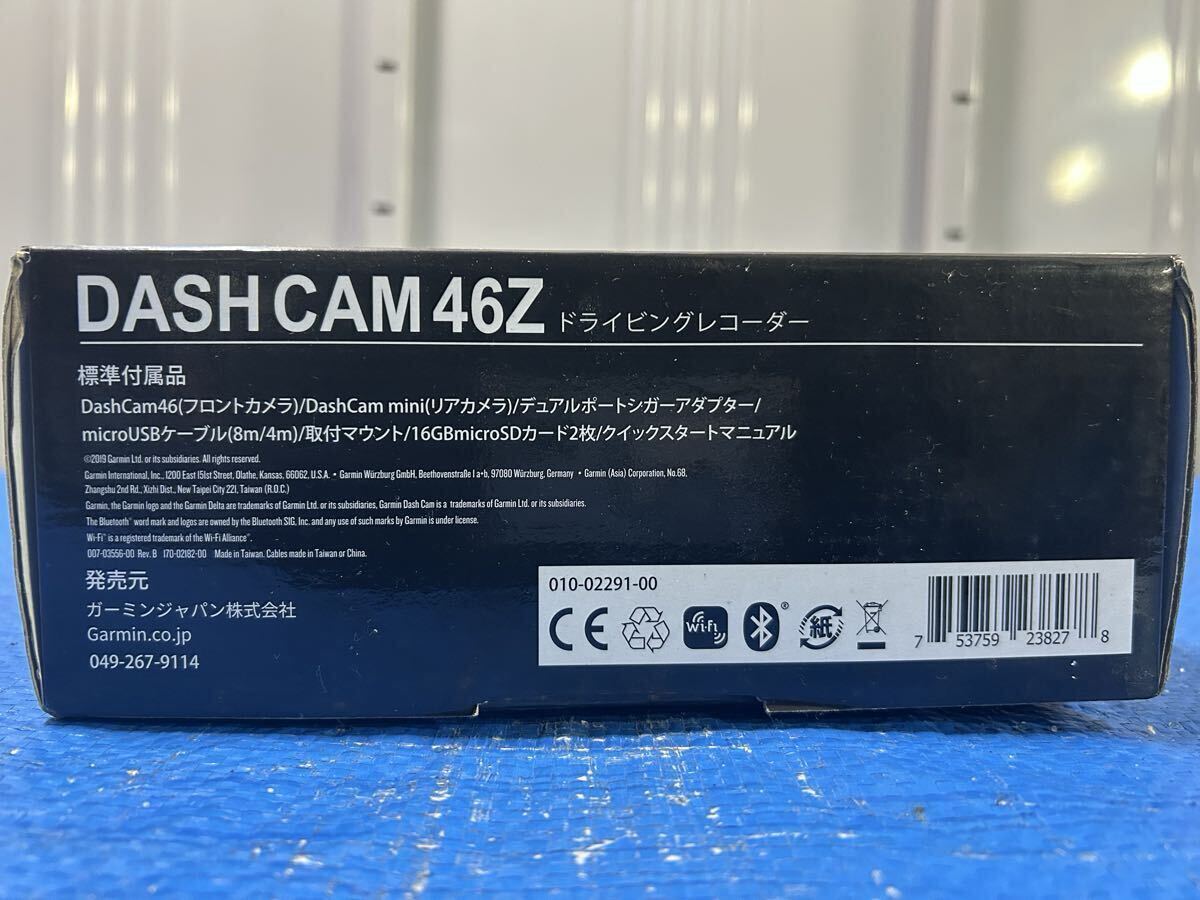 DASH CAM 46Z ドライビングレコーダー
標準付属品
DashCam46(フロントカメラ)/DashCam mini(リアカメラ)/デュアルポートシガーアダプター/
microUSBケーブル(8m/4m)/取付マウント/16GBmicroSDカード2枚/クイックスタートマニュアル
©2019 Garmin Ltd. or its subsidiaries. All rights reserved.
Garmin International, Inc., 1200 East 151st Street, Olathe, Kansas, 66062, U.S.A. • Garmin Würzburg GmbH, Beethovenstraße 1 a+b, 97080 Würzburg, Germany • Garmin (Asia) Corporation, No.68,
Zhangshu 2nd Rd., Xizhi Dist., New Taipei City 221, Taiwan (R.O.C.)
Garmin, the Garmin logo and the Garmin Delta are trademarks of Garmin Ltd. or its subsidiaries, Garmin Dash Cam is a trademarks of Garmin Ltd. or its subsidiaries.
The Bluetooth® word mark and logos are owned by the Bluetooth SIG, Inc. and any use of such marks by Garmin is under license.
Wi-Fi® is a registered trademark of the Wi-Fi Alliance®.
007-03556-00 Rev. B 170-02182-00 Made in Taiwan. Cables made in Taiwan or China.
発売元
ガーミンジャパン株式会社
Garmin.co.jp
049-267-9114
010-02291-00
CE Wi-Fi ® 紙
7 53759 23827 8